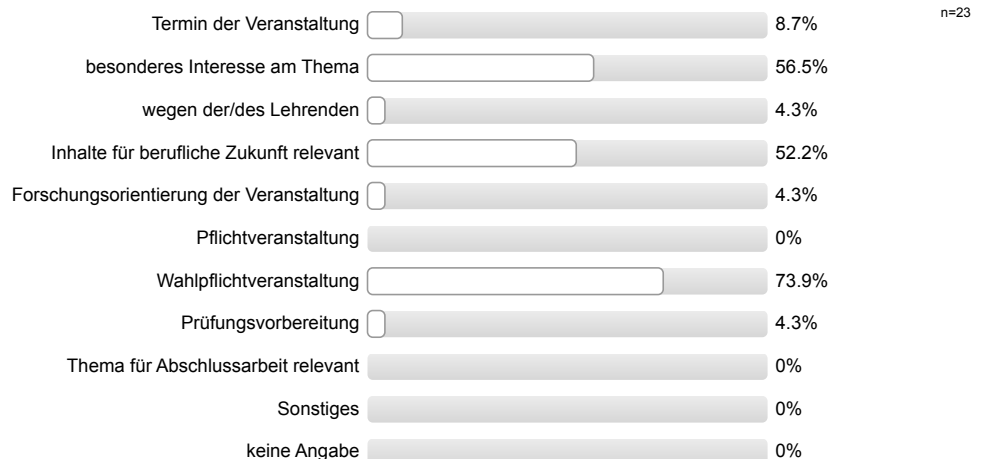 n=23
Termin der Veranstaltung 8.7%
besonderes Interesse am Thema 56.5%
wegen der/des Lehrenden 4.3%
Inhalte für berufliche Zukunft relevant 52.2%
Forschungsorientierung der Veranstaltung 4.3%
Pflichtveranstaltung 0%
Wahlpflichtveranstaltung 73.9%
Prüfungsvorbereitung 4.3%
Thema für Abschlussarbeit relevant 0%
Sonstiges 0%
keine Angabe 0%